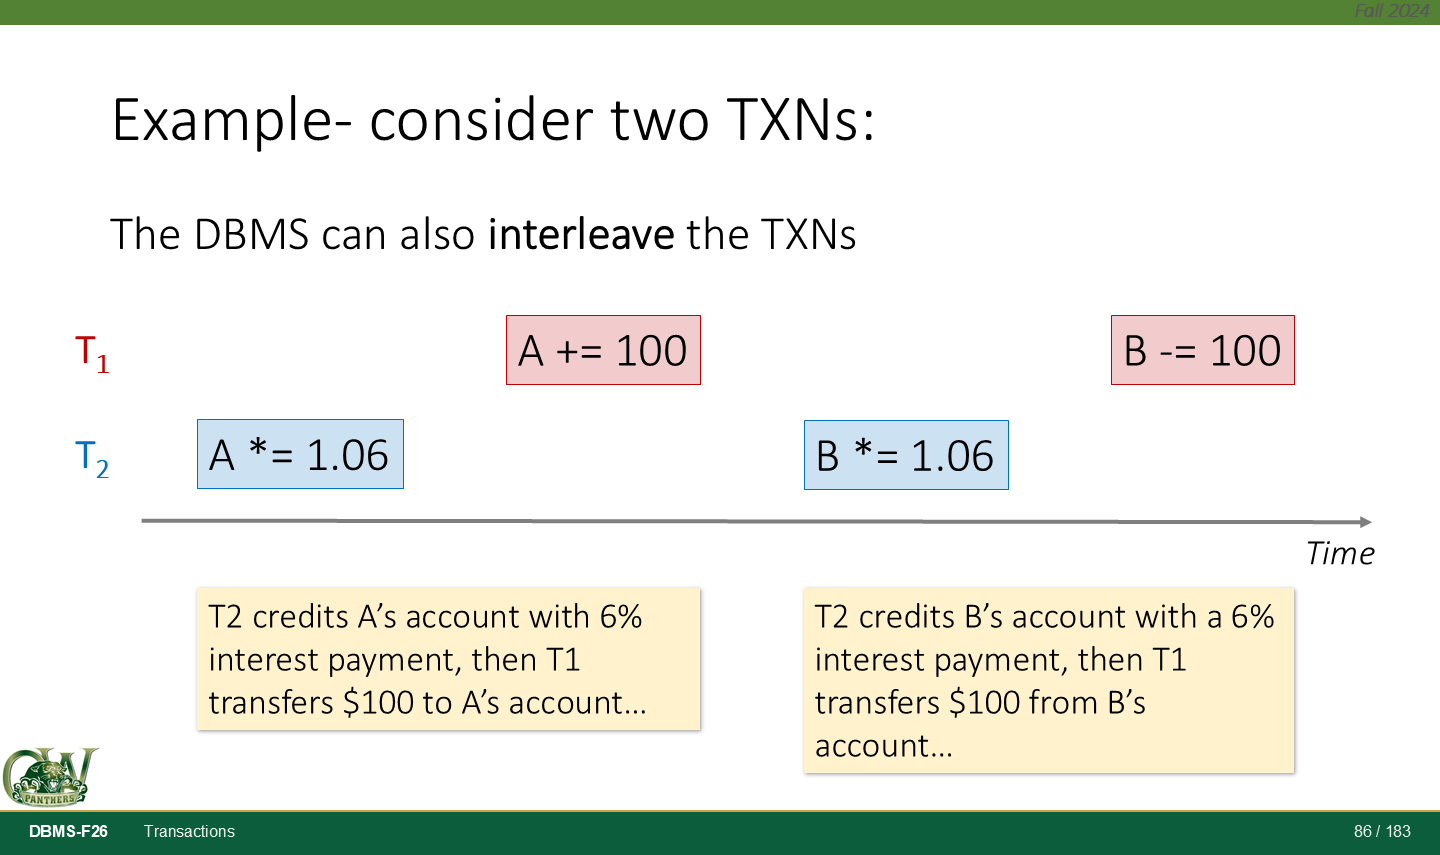 Fall 2024
Example- consider two TXNs:
The DBMS can also interleave the TXNs
T1
A += 100
B -= 100
T2
A *= 1.06
B *= 1.06
Time
T2 credits A’s account with 6%
interest payment, then T1
transfers $100 to A’s account…
T2 credits B’s account with a 6%
interest payment, then T1
transfers $100 from B’s
account…
OW
PANTHERS
DBMS-F26
Transactions
86 / 183